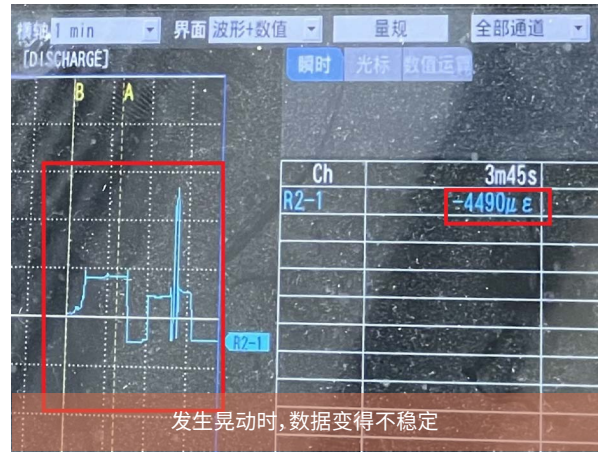 横轴 1 min 界面 波形+数值 量规 全部通道
[DISCHARGE]
瞬时 光标 数值运算
B A
Ch 3m45s
R2-1 -4490με
R2-1
发生晃动时,数据变得不稳定